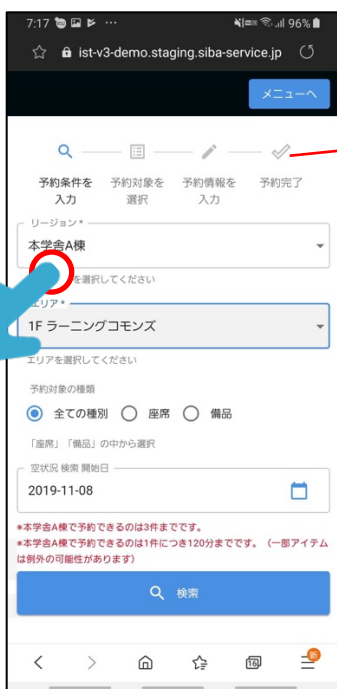 7:17 96%
ist-v3-demo.staging.siba-service.jp
メニューへ
予約条件を 予約対象を 予約情報を 予約完了
入力 選択 入力
リージョン*
本学舎A棟
を選択してください
エリア*
1F ラーニングコモンズ
エリアを選択してください
予約対象の種類
全ての種別 座席 備品
「座席」「備品」の中から選択
空状況 検索 開始日
2019-11-08
*本学舎A棟で予約できるのは3件までです。
*本学舎A棟で予約できるのは1件につき120分までです。（一部アイテム
は例外の可能性があります）
検索
16 新